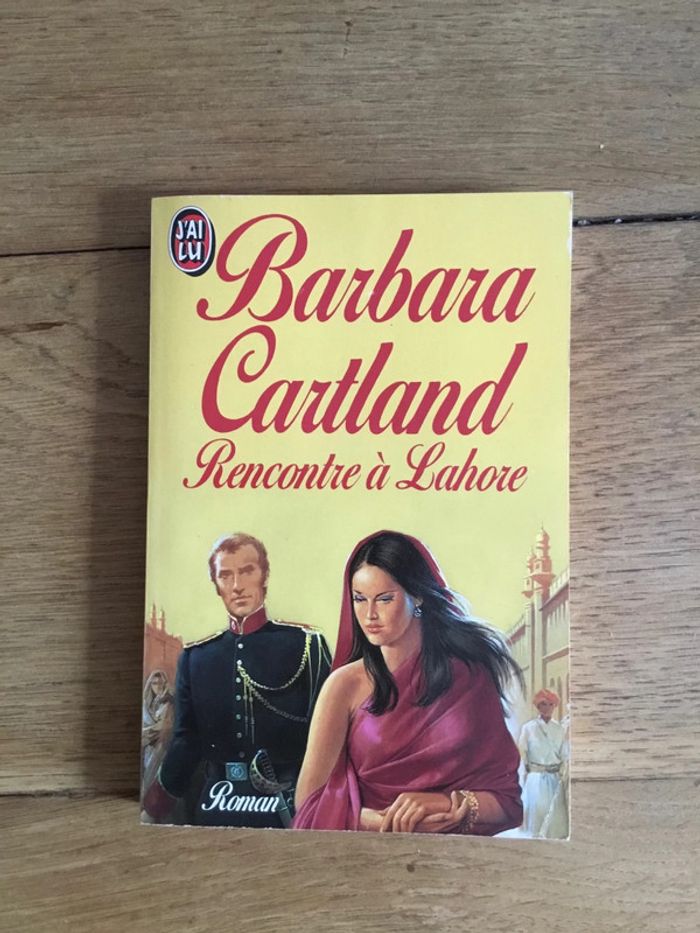 J'AI
LU
Barbara
Cartland
Rencontre à Lahore
Roman